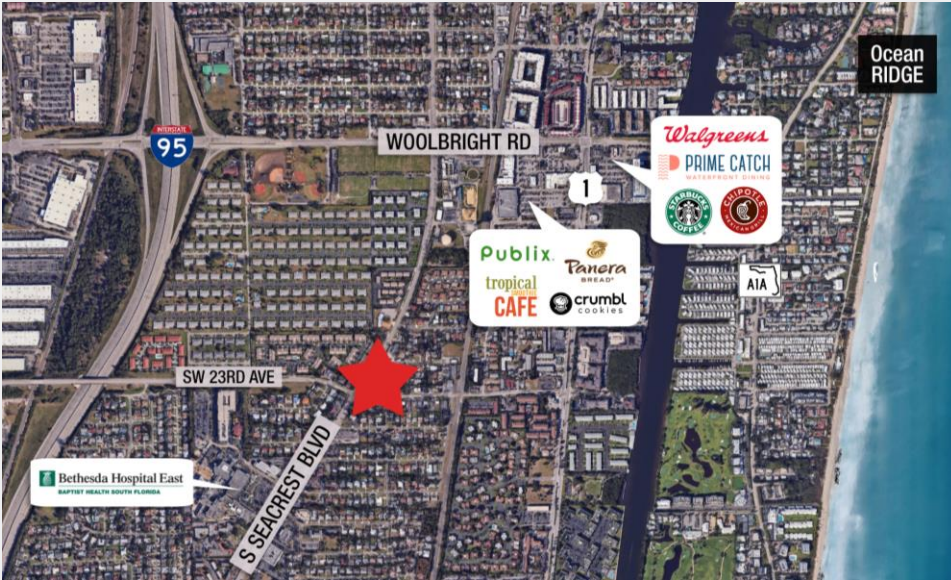 Ocean
RIDGE
INTERSTATE
95
WOOLBRIGHT RD
Walgreens
PRIME CATCH
WATERFRONT DINING
STARBUCKS
COFFEE
CHIPOTLE
MEXICAN GRILL
1
Publix.
Panera
BREAD®
tropical
SMOOTHIE
CAFE
crumbl
cookies
A1A
SW 23RD AVE
S SEACREST BLVD
Bethesda Hospital East
BAPTIST HEALTH SOUTH FLORIDA